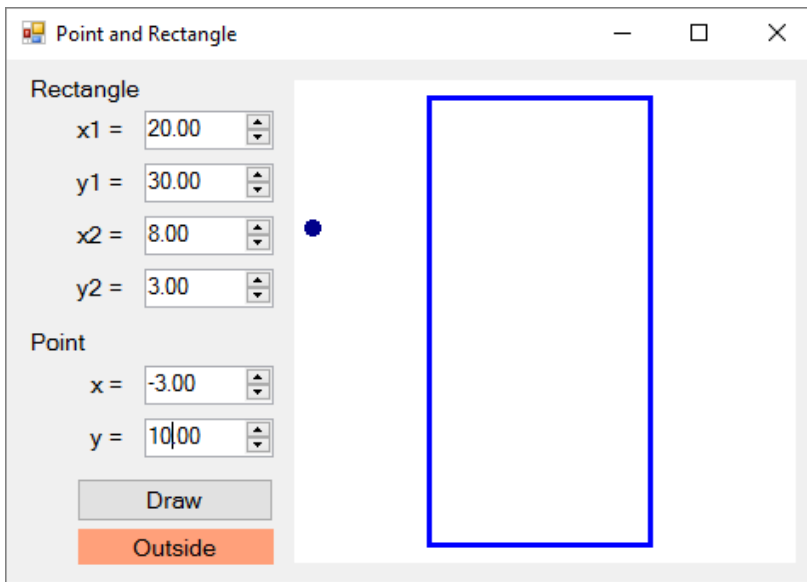 Point and Rectangle
Rectangle
x1 = 20.00
y1 = 30.00
x2 = 8.00
y2 = 3.00
Point
x = -3.00
y = 10.00
Draw
Outside